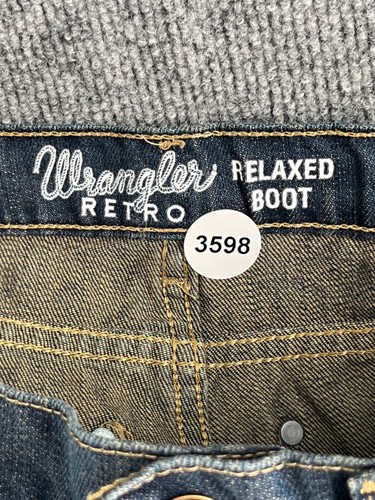 Wrangler
RETRO
RELAXED
BOOT
3598